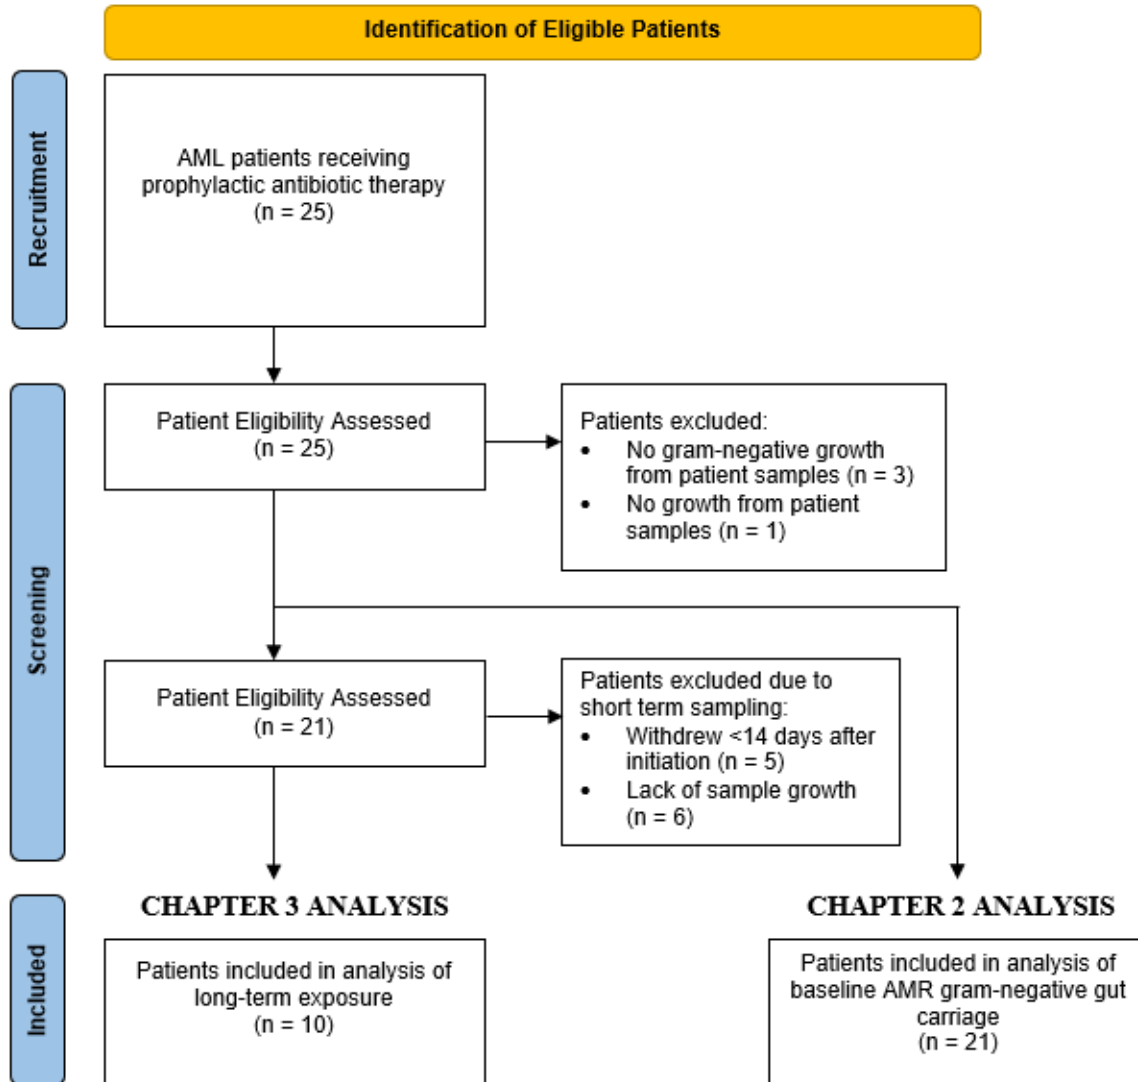 Identification of Eligible Patients
Recruitment
AML patients receiving
prophylactic antibiotic therapy
(n = 25)
Screening
Patient Eligibility Assessed
(n = 25)
Patients excluded:
• No gram-negative growth
from patient samples (n = 3)
• No growth from patient
samples (n = 1)
Patient Eligibility Assessed
(n = 21)
Patients excluded due to
short term sampling:
• Withdrew <14 days after
initiation (n = 5)
• Lack of sample growth
(n = 6)
Included
CHAPTER 3 ANALYSIS
Patients included in analysis of
long-term exposure
(n = 10)
CHAPTER 2 ANALYSIS
Patients included in analysis of
baseline AMR gram-negative gut
carriage
(n = 21)